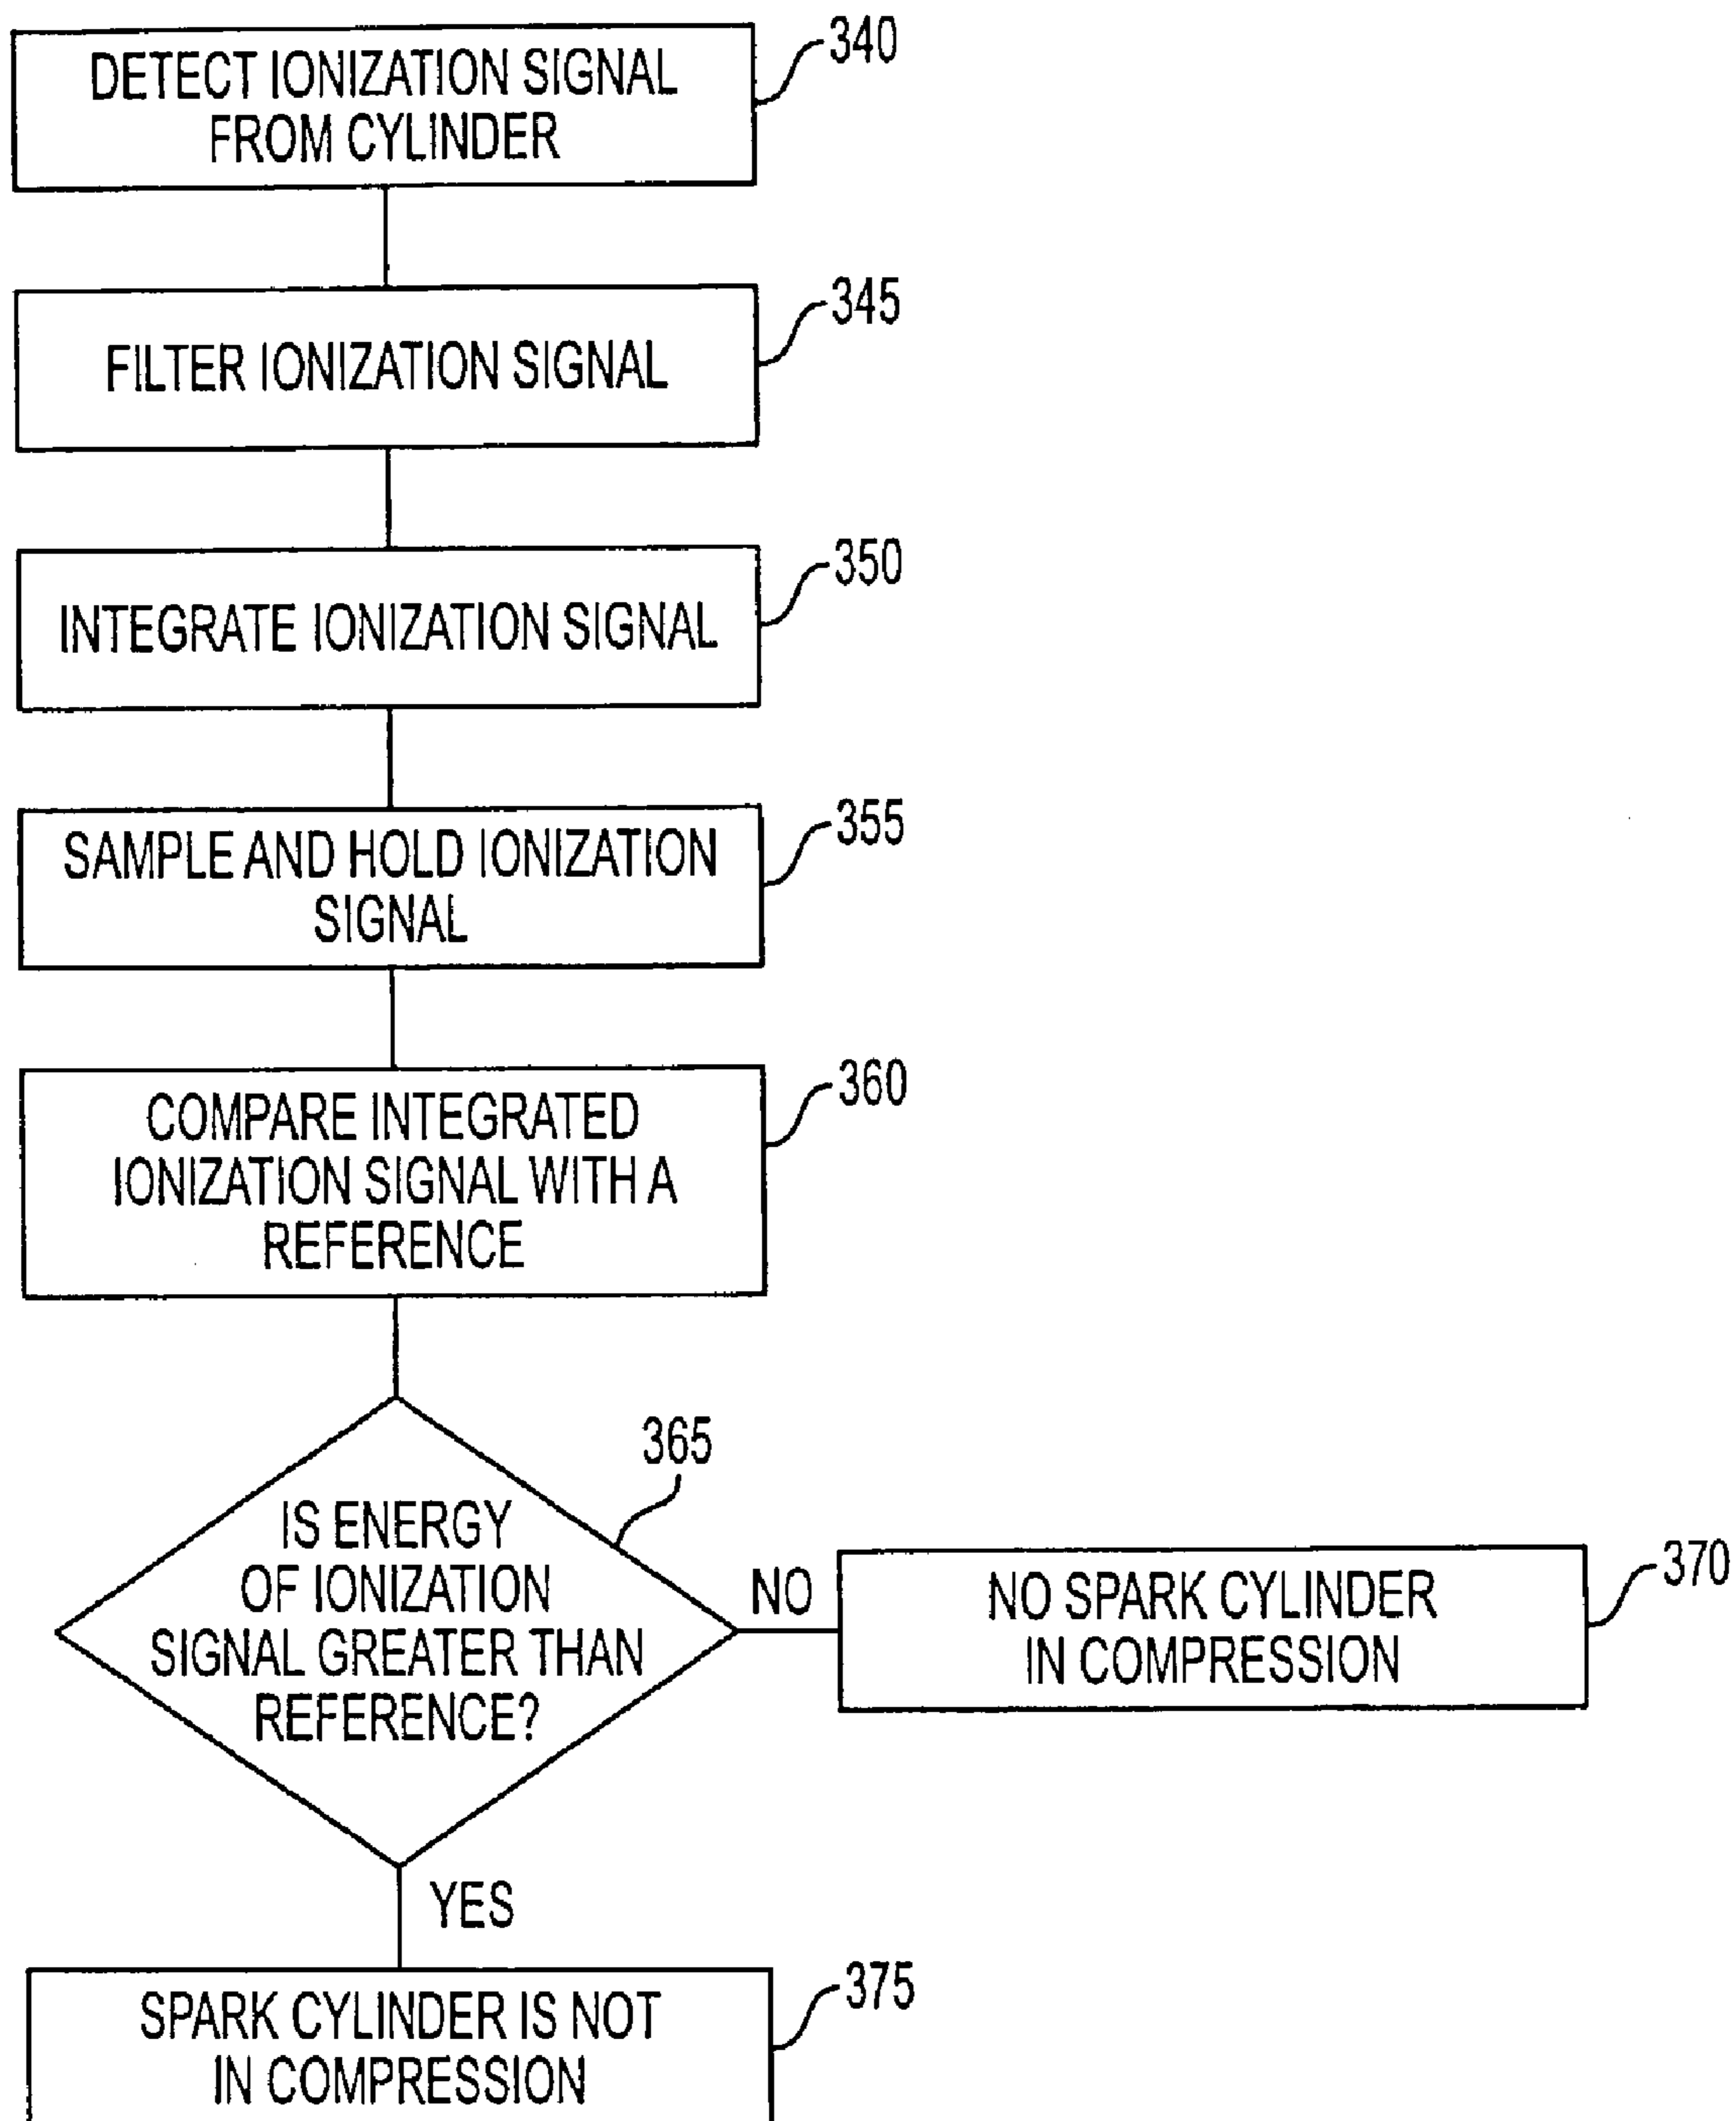 DETECT IONIZATION SIGNAL
FROM CYLINDER
340
FILTER IONIZATION SIGNAL
345
INTEGRATE IONIZATION SIGNAL
350
SAMPLE AND HOLD IONIZATION
SIGNAL
355
COMPARE INTEGRATED
IONIZATION SIGNAL WITH A
REFERENCE
360
IS ENERGY
OF IONIZATION
SIGNAL GREATER THAN
REFERENCE?
365
NO
NO SPARK CYLINDER
IN COMPRESSION
370
YES
SPARK CYLINDER IS NOT
IN COMPRESSION
375